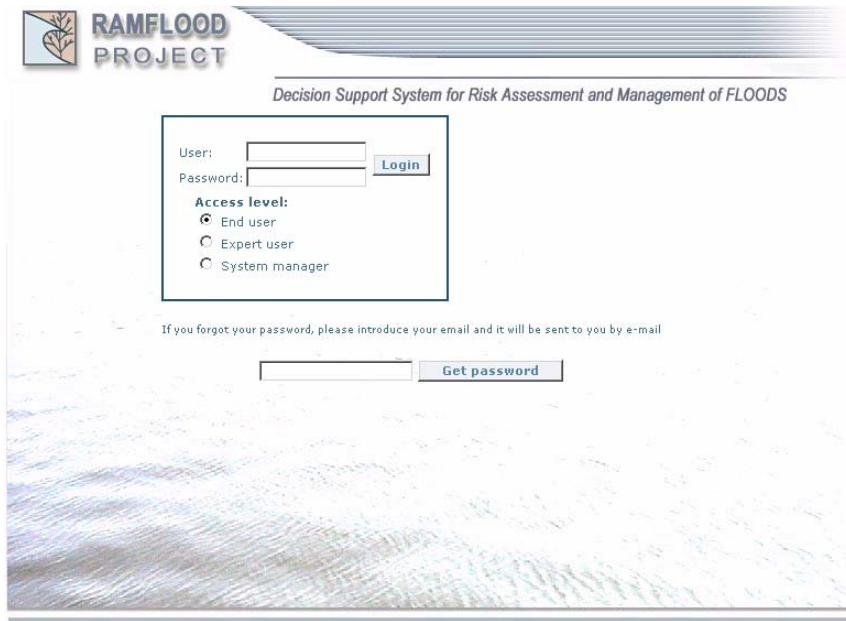 RAMFLOOD
PROJECT
Decision Support System for Risk Assessment and Management of FLOODS
User:
Login
Password:
Access level:
End user
Expert user
System manager
If you forgot your password, please introduce your email and it will be sent to you by e-mail
Get password